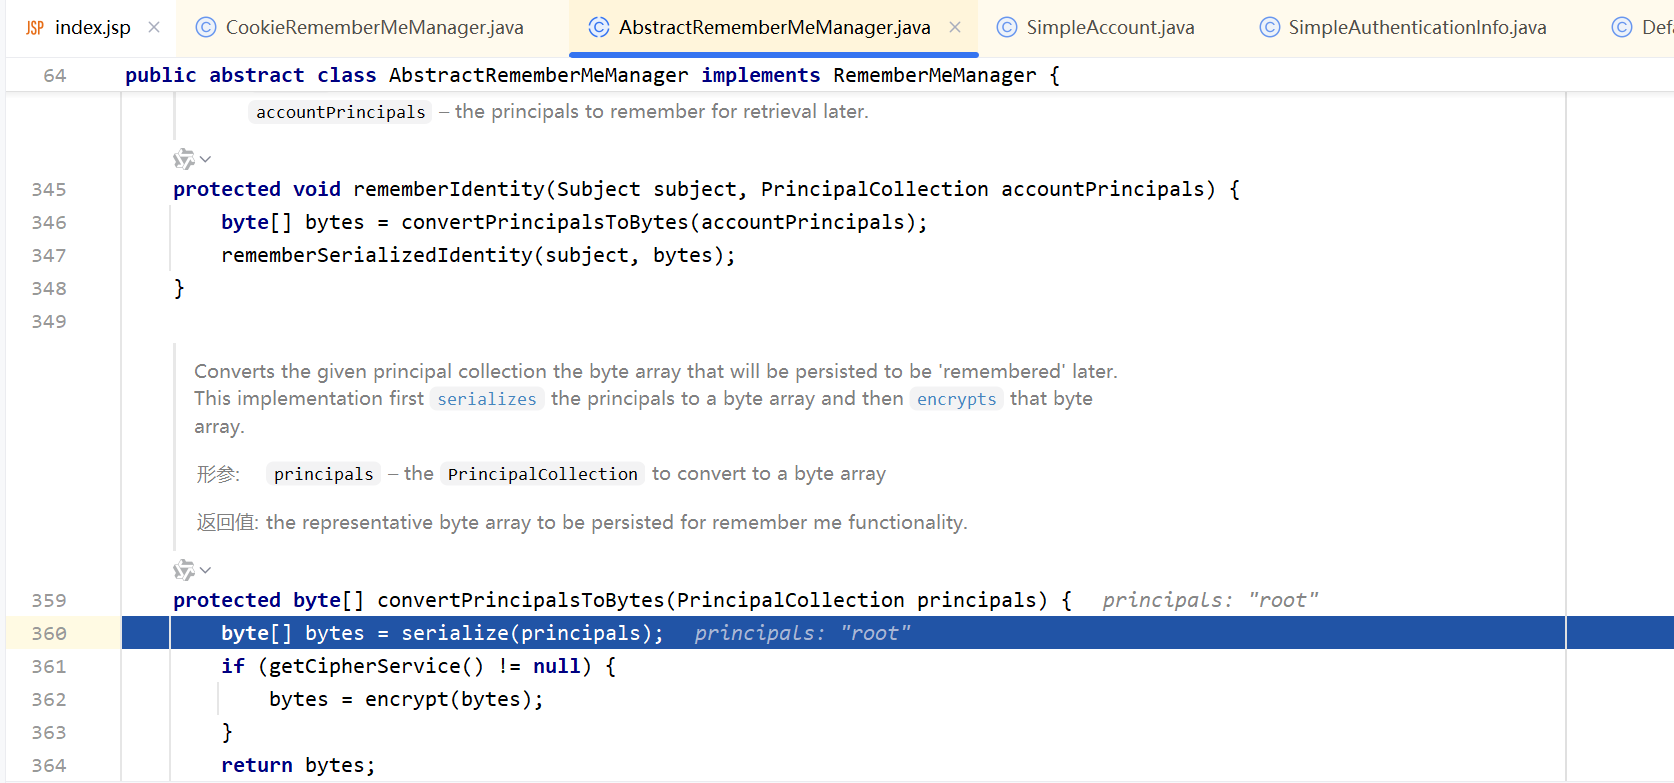 JSP index.jsp × CookieRememberMeManager.java AbstractRememberMeManager.java × SimpleAccount.java SimpleAuthenticationInfo.java Defa
64 public abstract class AbstractRememberMeManager implements RememberMeManager {
accountPrincipals – the principals to remember for retrieval later.
345 protected void rememberIdentity(Subject subject, PrincipalCollection accountPrincipals) {
346 byte[] bytes = convertPrincipalsToBytes(accountPrincipals);
347 rememberSerializedIdentity(subject, bytes);
348 }
349
Converts the given principal collection the byte array that will be persisted to be 'remembered' later.
This implementation first serializes the principals to a byte array and then encrypts that byte
array.
形参: principals – the PrincipalCollection to convert to a byte array
返回值: the representative byte array to be persisted for remember me functionality.
359 protected byte[] convertPrincipalsToBytes(PrincipalCollection principals) { principals: "root"
360 byte[] bytes = serialize(principals); principals: "root"
361 if (getCipherService() != null) {
362 bytes = encrypt(bytes);
363 }
364 return bytes;